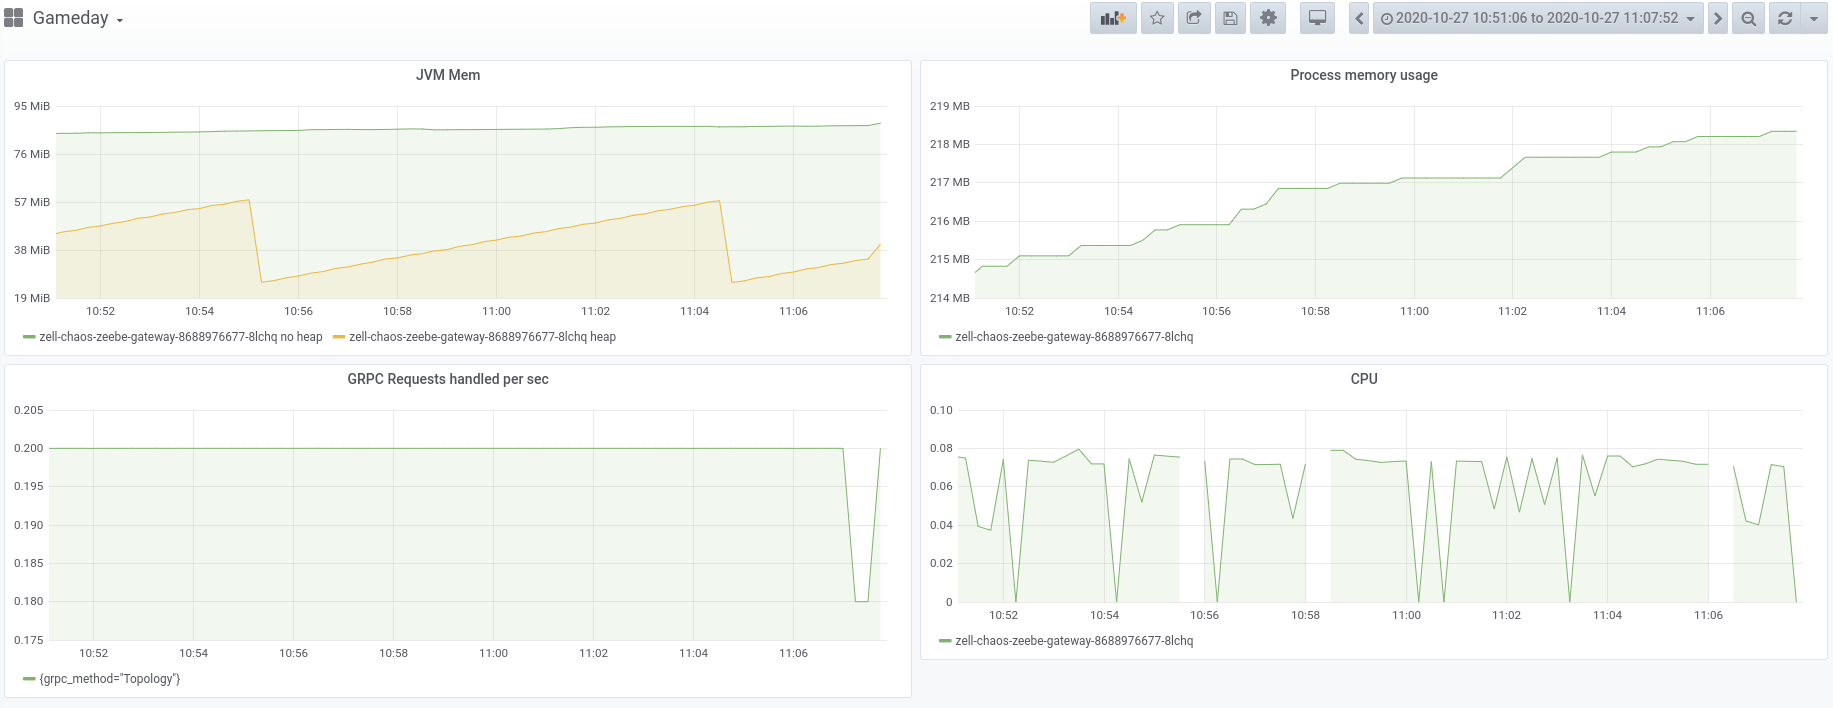 Gameday
2020-10-27 10:51:06 to 2020-10-27 11:07:52
JVM Mem
95 MiB
76 MiB
57 MiB
38 MiB
19 MiB
10:52 10:54 10:56 10:58 11:00 11:02 11:04 11:06
zell-chaos-zeebe-gateway-8688976677-8lchq no heap zell-chaos-zeebe-gateway-8688976677-8lchq heap
Process memory usage
219 MB
218 MB
217 MB
216 MB
215 MB
214 MB
10:52 10:54 10:56 10:58 11:00 11:02 11:04 11:06
zell-chaos-zeebe-gateway-8688976677-8lchq
GRPC Requests handled per sec
0.205
0.200
0.195
0.190
0.185
0.180
0.175
10:52 10:54 10:56 10:58 11:00 11:02 11:04 11:06
{grpc_method="Topology"}
CPU
0.10
0.08
0.06
0.04
0.02
0
10:52 10:54 10:56 10:58 11:00 11:02 11:04 11:06
zell-chaos-zeebe-gateway-8688976677-8lchq